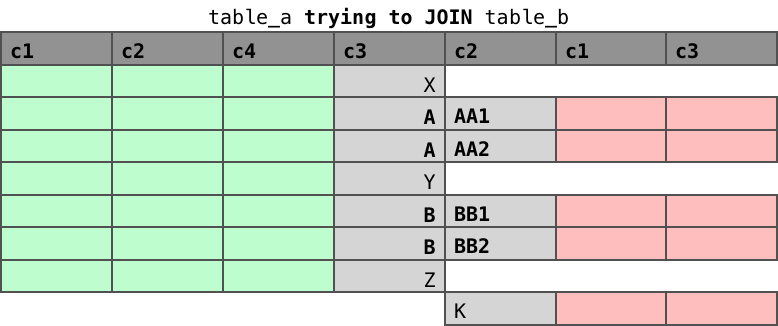 table_a trying to JOIN table_b
c1 c2 c4 c3 c2 c1 c3
X
A AA1
A AA2
Y
B BB1
B BB2
Z
K